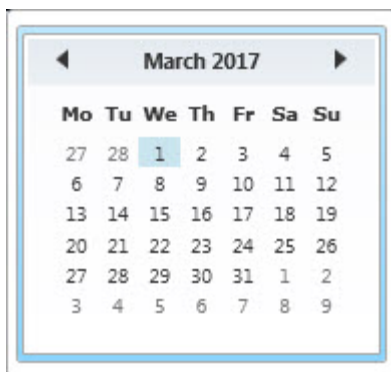 March 2017
Mo Tu We Th Fr Sa Su
27 28 1 2 3 4 5
6 7 8 9 10 11 12
13 14 15 16 17 18 19
20 21 22 23 24 25 26
27 28 29 30 31 1 2
3 4 5 6 7 8 9